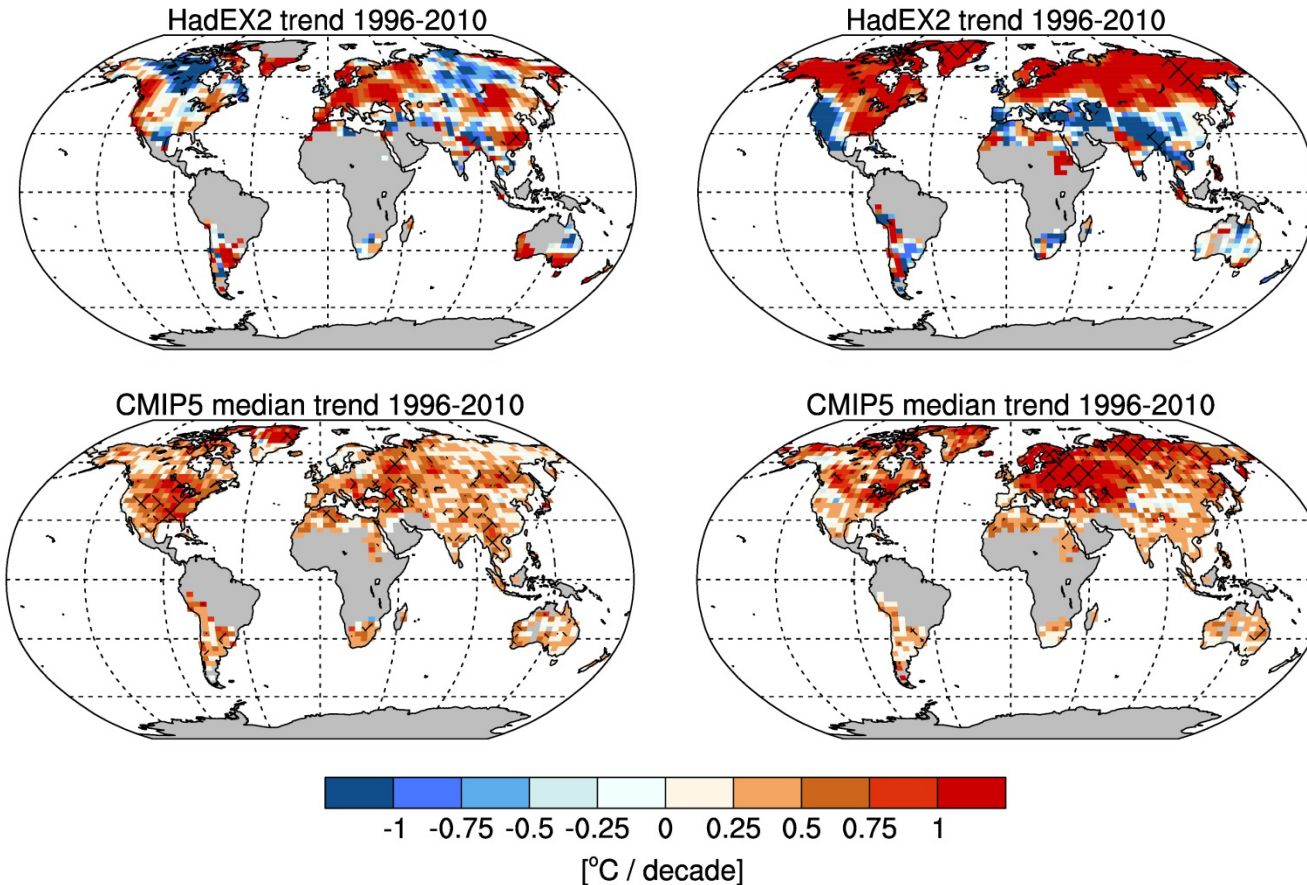 HadEX2 trend 1996-2010
HadEX2 trend 1996-2010
CMIP5 median trend 1996-2010
CMIP5 median trend 1996-2010
-1 -0.75 -0.5 -0.25 0 0.25 0.5 0.75 1
[°C / decade]